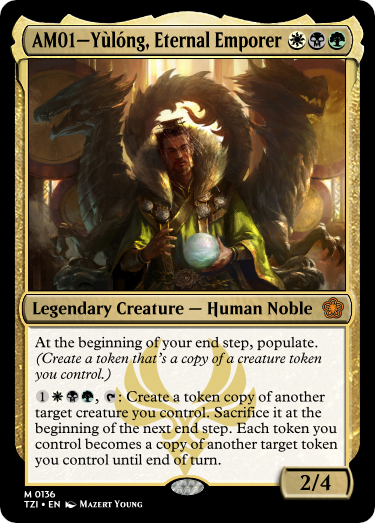 AM01–Yùlóng, Eternal Emporer
Legendary Creature — Human Noble
At the beginning of your end step, populate.
(Create a token that's a copy of a creature token
you control.)
1, : Create a token copy of another
target creature you control. Sacrifice it at the
beginning of the next end step. Each token you
control becomes a copy of another target token
you control until end of turn.
2/4
M 0136
TZI • EN Mazert Young